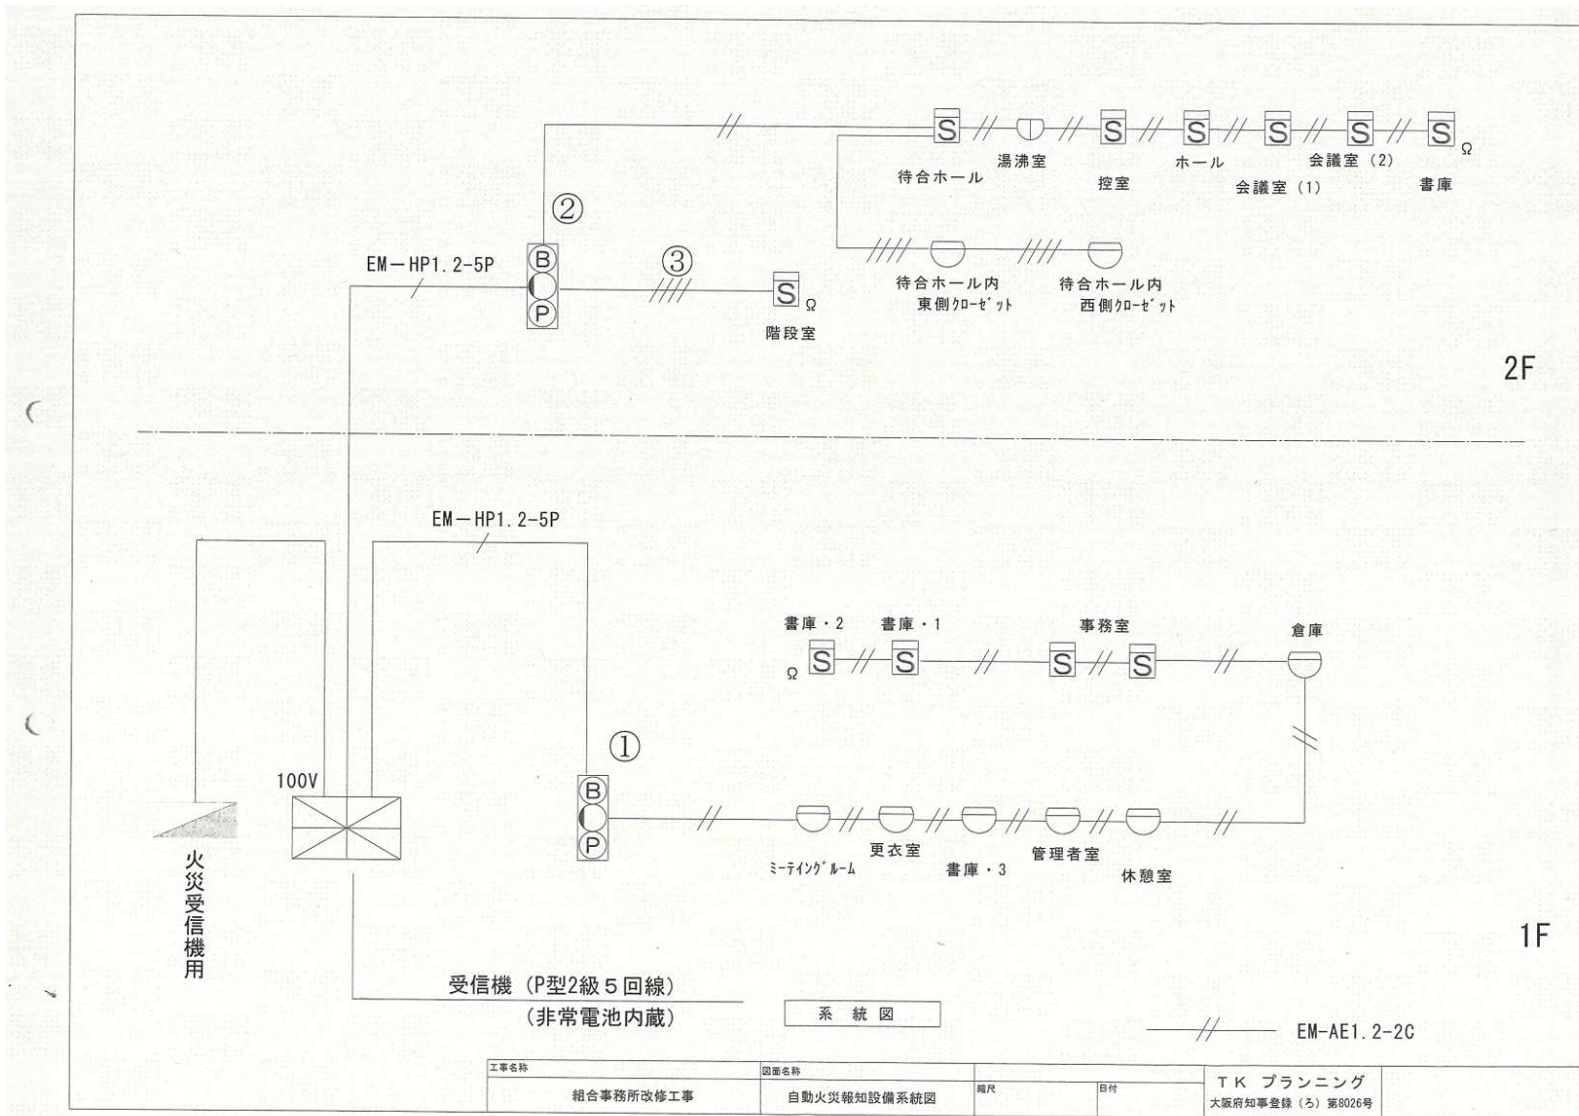 S
S
S
S
S
S
Ω
待合ホール
湯沸室
控室
ホール
会議室（1）
会議室（2）
書庫
②
EM－HP1.2-5P
B
P
③
S
Ω
階段室
待合ホール内
東側クローゼット
待合ホール内
西側クローゼット
2F
EM－HP1.2-5P
書庫・2
書庫・1
事務室
倉庫
Ω
S
S
S
S
①
100V
B
P
ミーティングルーム
更衣室
書庫・3
管理者室
休憩室
火災受信機用
1F
受信機（P型2級５回線）
（非常電池内蔵）
系統図
EM-AE1.2-2C
工事名称
組合事務所改修工事
図面名称
自動火災報知設備系統図
縮尺
日付
ＴＫ プランニング
大阪府知事登録（ろ）第8026号